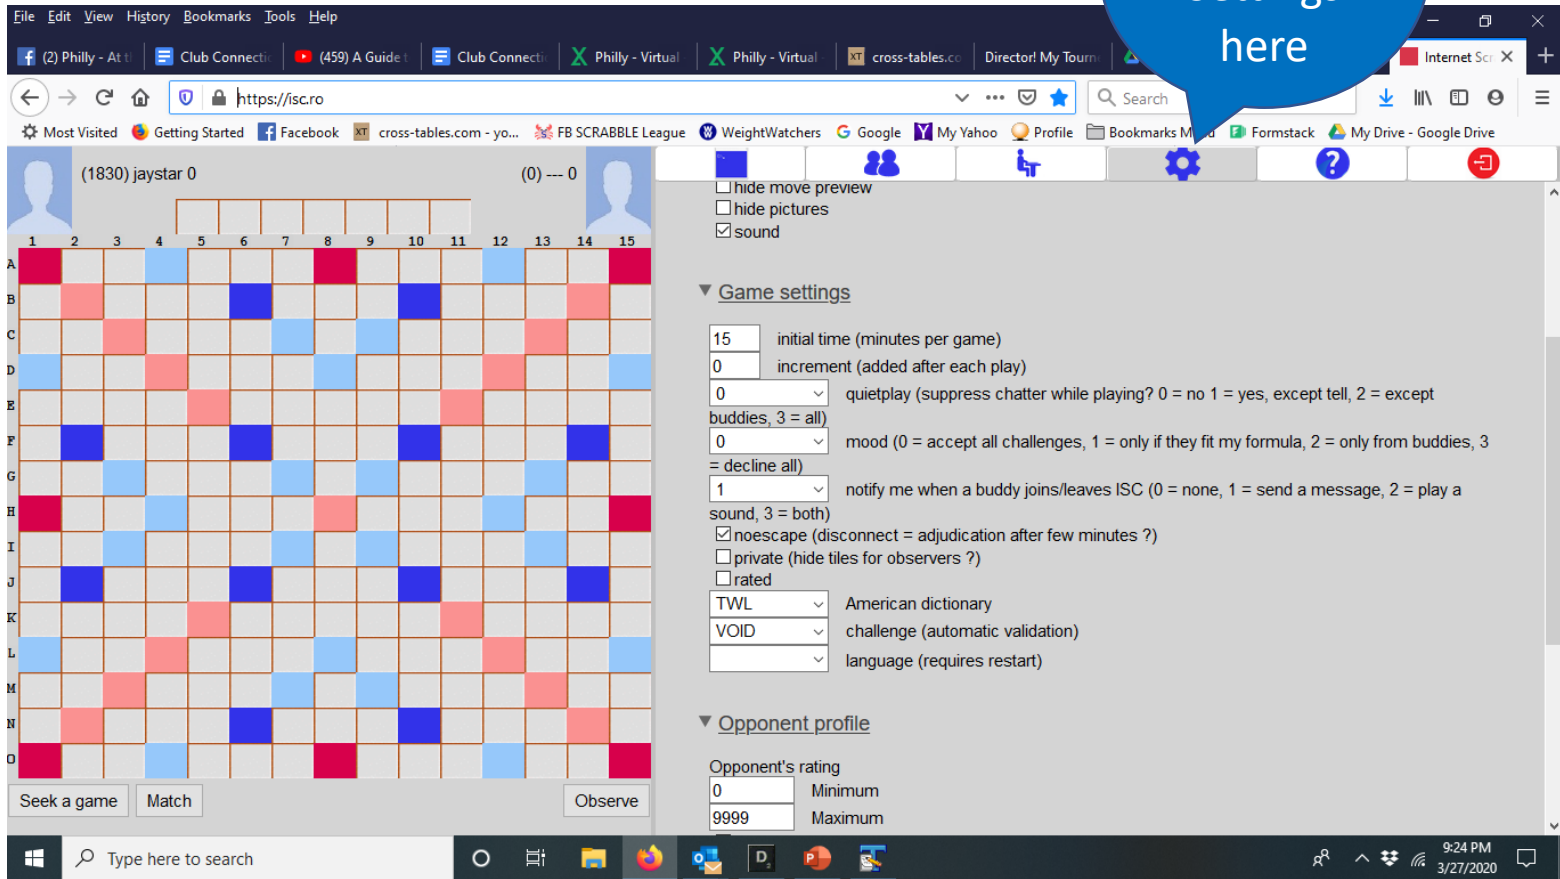 File Edit View History Bookmarks Tools Help
here
(2) Philly - At t
Club Connectic
(459) A Guide t
Club Connectic
Philly - Virtual
Philly - Virtual
cross-tables.co
Director! My Tourn
Internet Scr
https://isc.ro
Search
Most Visited Getting Started Facebook cross-tables.com - yo... FB SCRABBLE League WeightWatchers Google My Yahoo Profile Bookmarks Formstack My Drive - Google Drive
(1830) jaystar 0
(0) --- 0
1 2 3 4 5 6 7 8 9 10 11 12 13 14 15
A
B
C
D
E
F
G
H
I
J
K
L
M
N
O
Seek a game Match Observe
hide move preview
hide pictures
sound
Game settings
15 initial time (minutes per game)
0 increment (added after each play)
0 quietplay (suppress chatter while playing? 0 = no 1 = yes, except tell, 2 = except
buddies, 3 = all)
0 mood (0 = accept all challenges, 1 = only if they fit my formula, 2 = only from buddies, 3
= decline all)
1 notify me when a buddy joins/leaves ISC (0 = none, 1 = send a message, 2 = play a
sound, 3 = both)
noescape (disconnect = adjudication after few minutes ?)
private (hide tiles for observers ?)
rated
TWL American dictionary
VOID challenge (automatic validation)
language (requires restart)
Opponent profile
Opponent's rating
0 Minimum
9999 Maximum
Type here to search
9:24 PM
3/27/2020